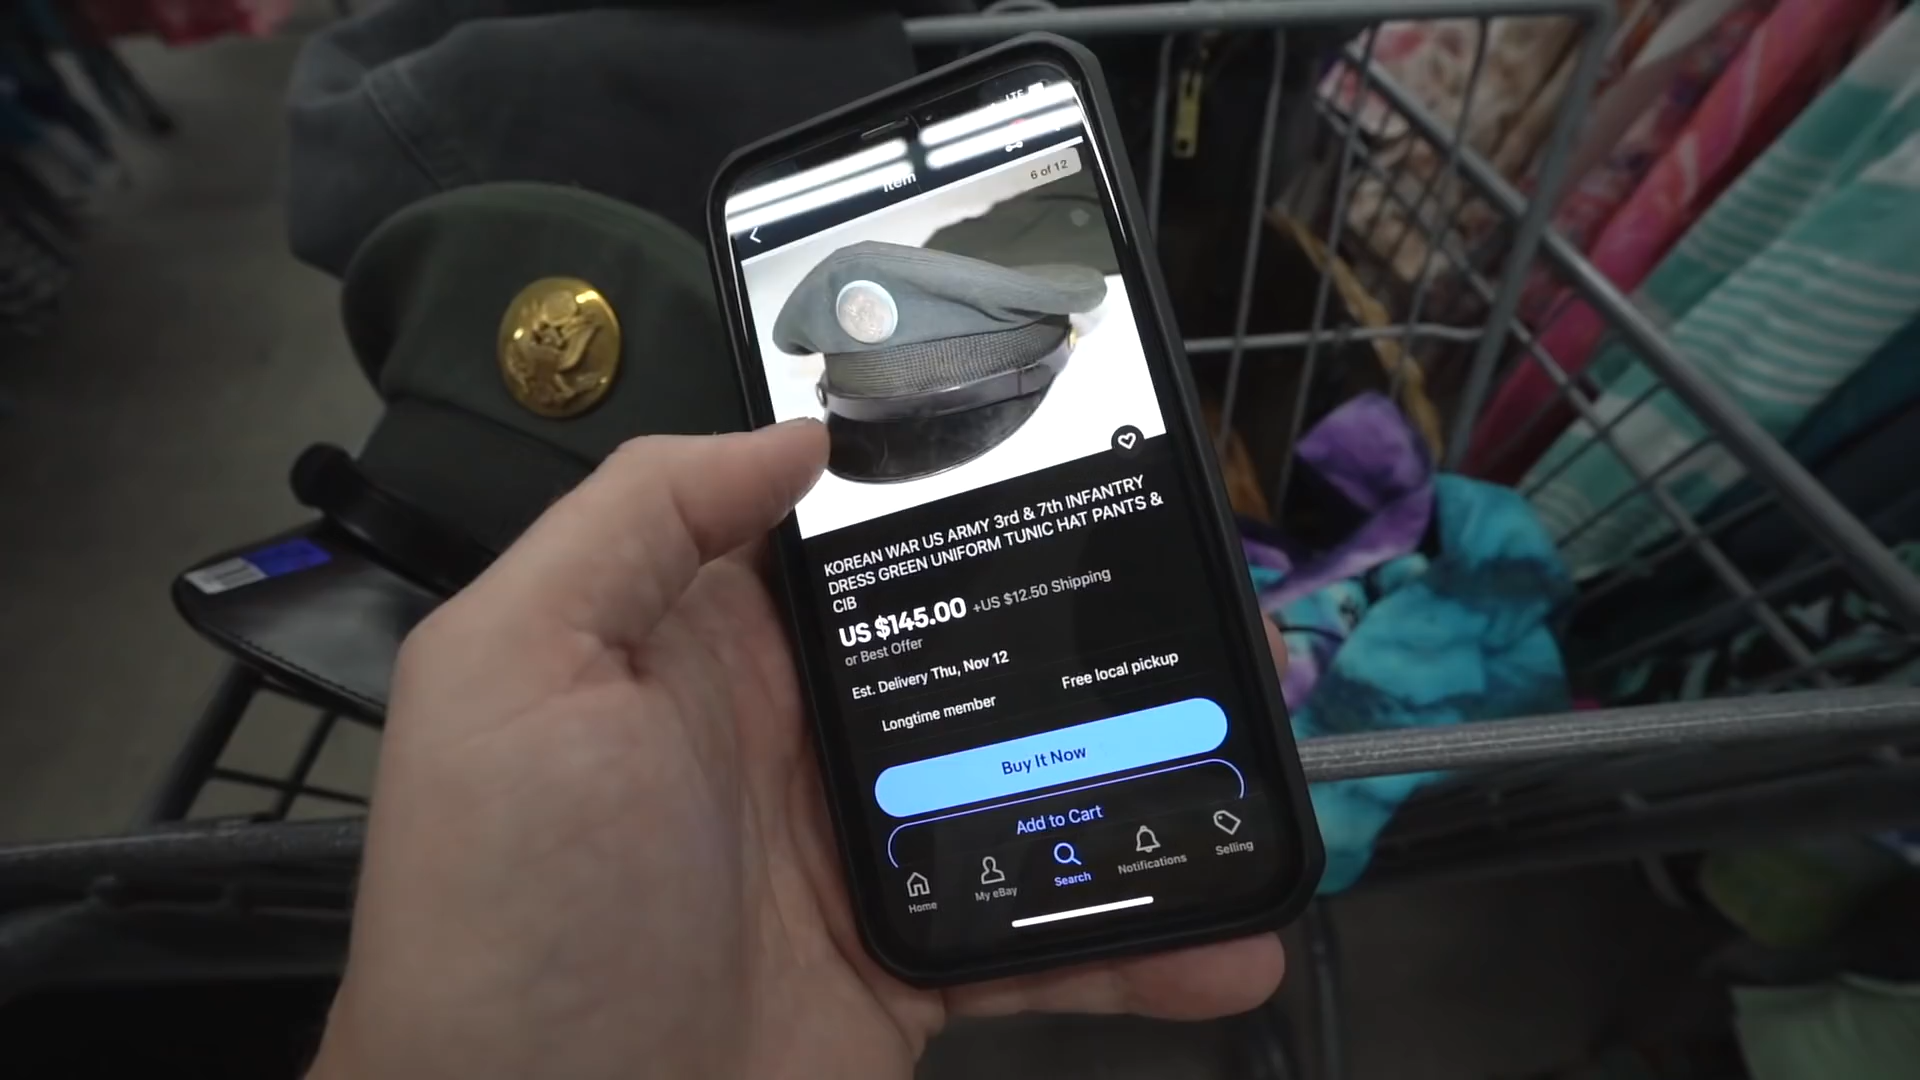 LTE
Item
6 of 12
KOREAN WAR US ARMY 3rd & 7th INFANTRY
DRESS GREEN UNIFORM TUNIC HAT PANTS &
CIB
US $145.00 +US $12.50 Shipping
or Best Offer
Est. Delivery Thu, Nov 12
Longtime member
Free local pickup
Buy It Now
Add to Cart
Home
My eBay
Search
Notifications
Selling